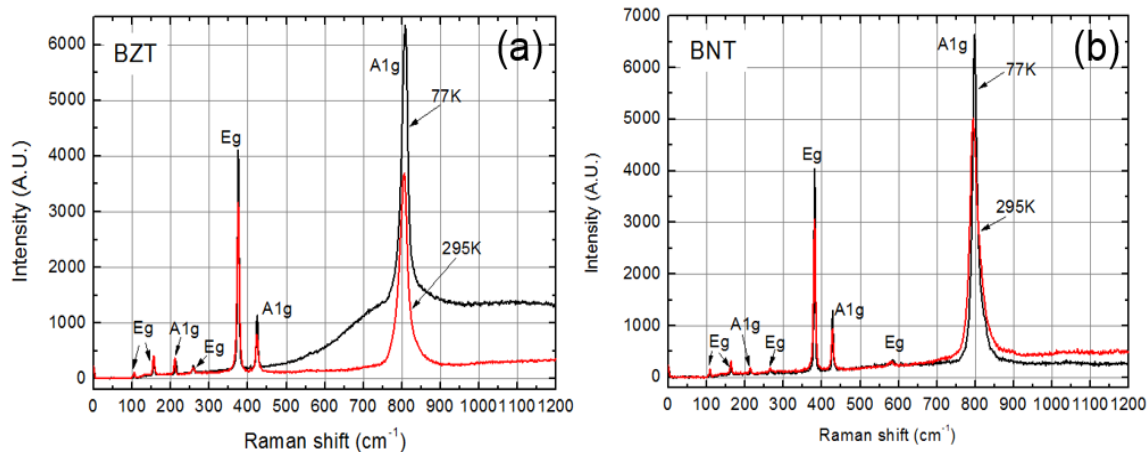 (a)
BZT
A1g
77K
Eg
295K
A1g
Eg
A1g
Eg
6000
5000
4000
3000
2000
1000
0
0 100 200 300 400 500 600 700 800 900 1000 1100 1200
Intensity (A.U.)
Raman shift (cm⁻¹)
(b)
BNT
A1g
77K
Eg
295K
A1g
Eg
A1g
Eg
Eg
7000
6000
5000
4000
3000
2000
1000
0
0 100 200 300 400 500 600 700 800 900 1000 1100 1200
Intensity (A.U.)
Raman shift (cm⁻¹)